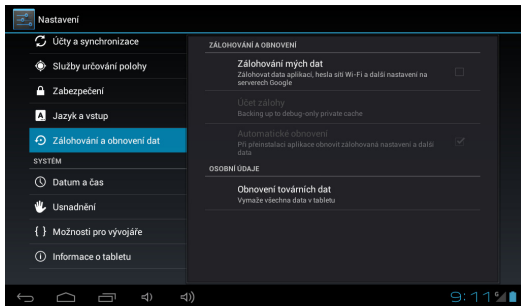 Nastavení
Účty a synchronizace
Služby určování polohy
Zabezpečení
Jazyk a vstup
Zálohování a obnovení dat
SYSTÉM
Datum a čas
Usnadnění
Možnosti pro vývojáře
Informace o tabletu
ZÁLOHOVÁNÍ A OBNOVENÍ
Zálohování mých dat
Zálohovat data aplikací, hesla sítí Wi-Fi a další nastavení na
serverech Google
Účet zálohy
Backing up to debug-only private cache
Automatické obnovení
Při přeinstalaci aplikace obnovit zálohovaná nastavení a další
data
OSOBNÍ ÚDAJE
Obnovení továrních dat
Vymaže všechna data v tabletu
9:11